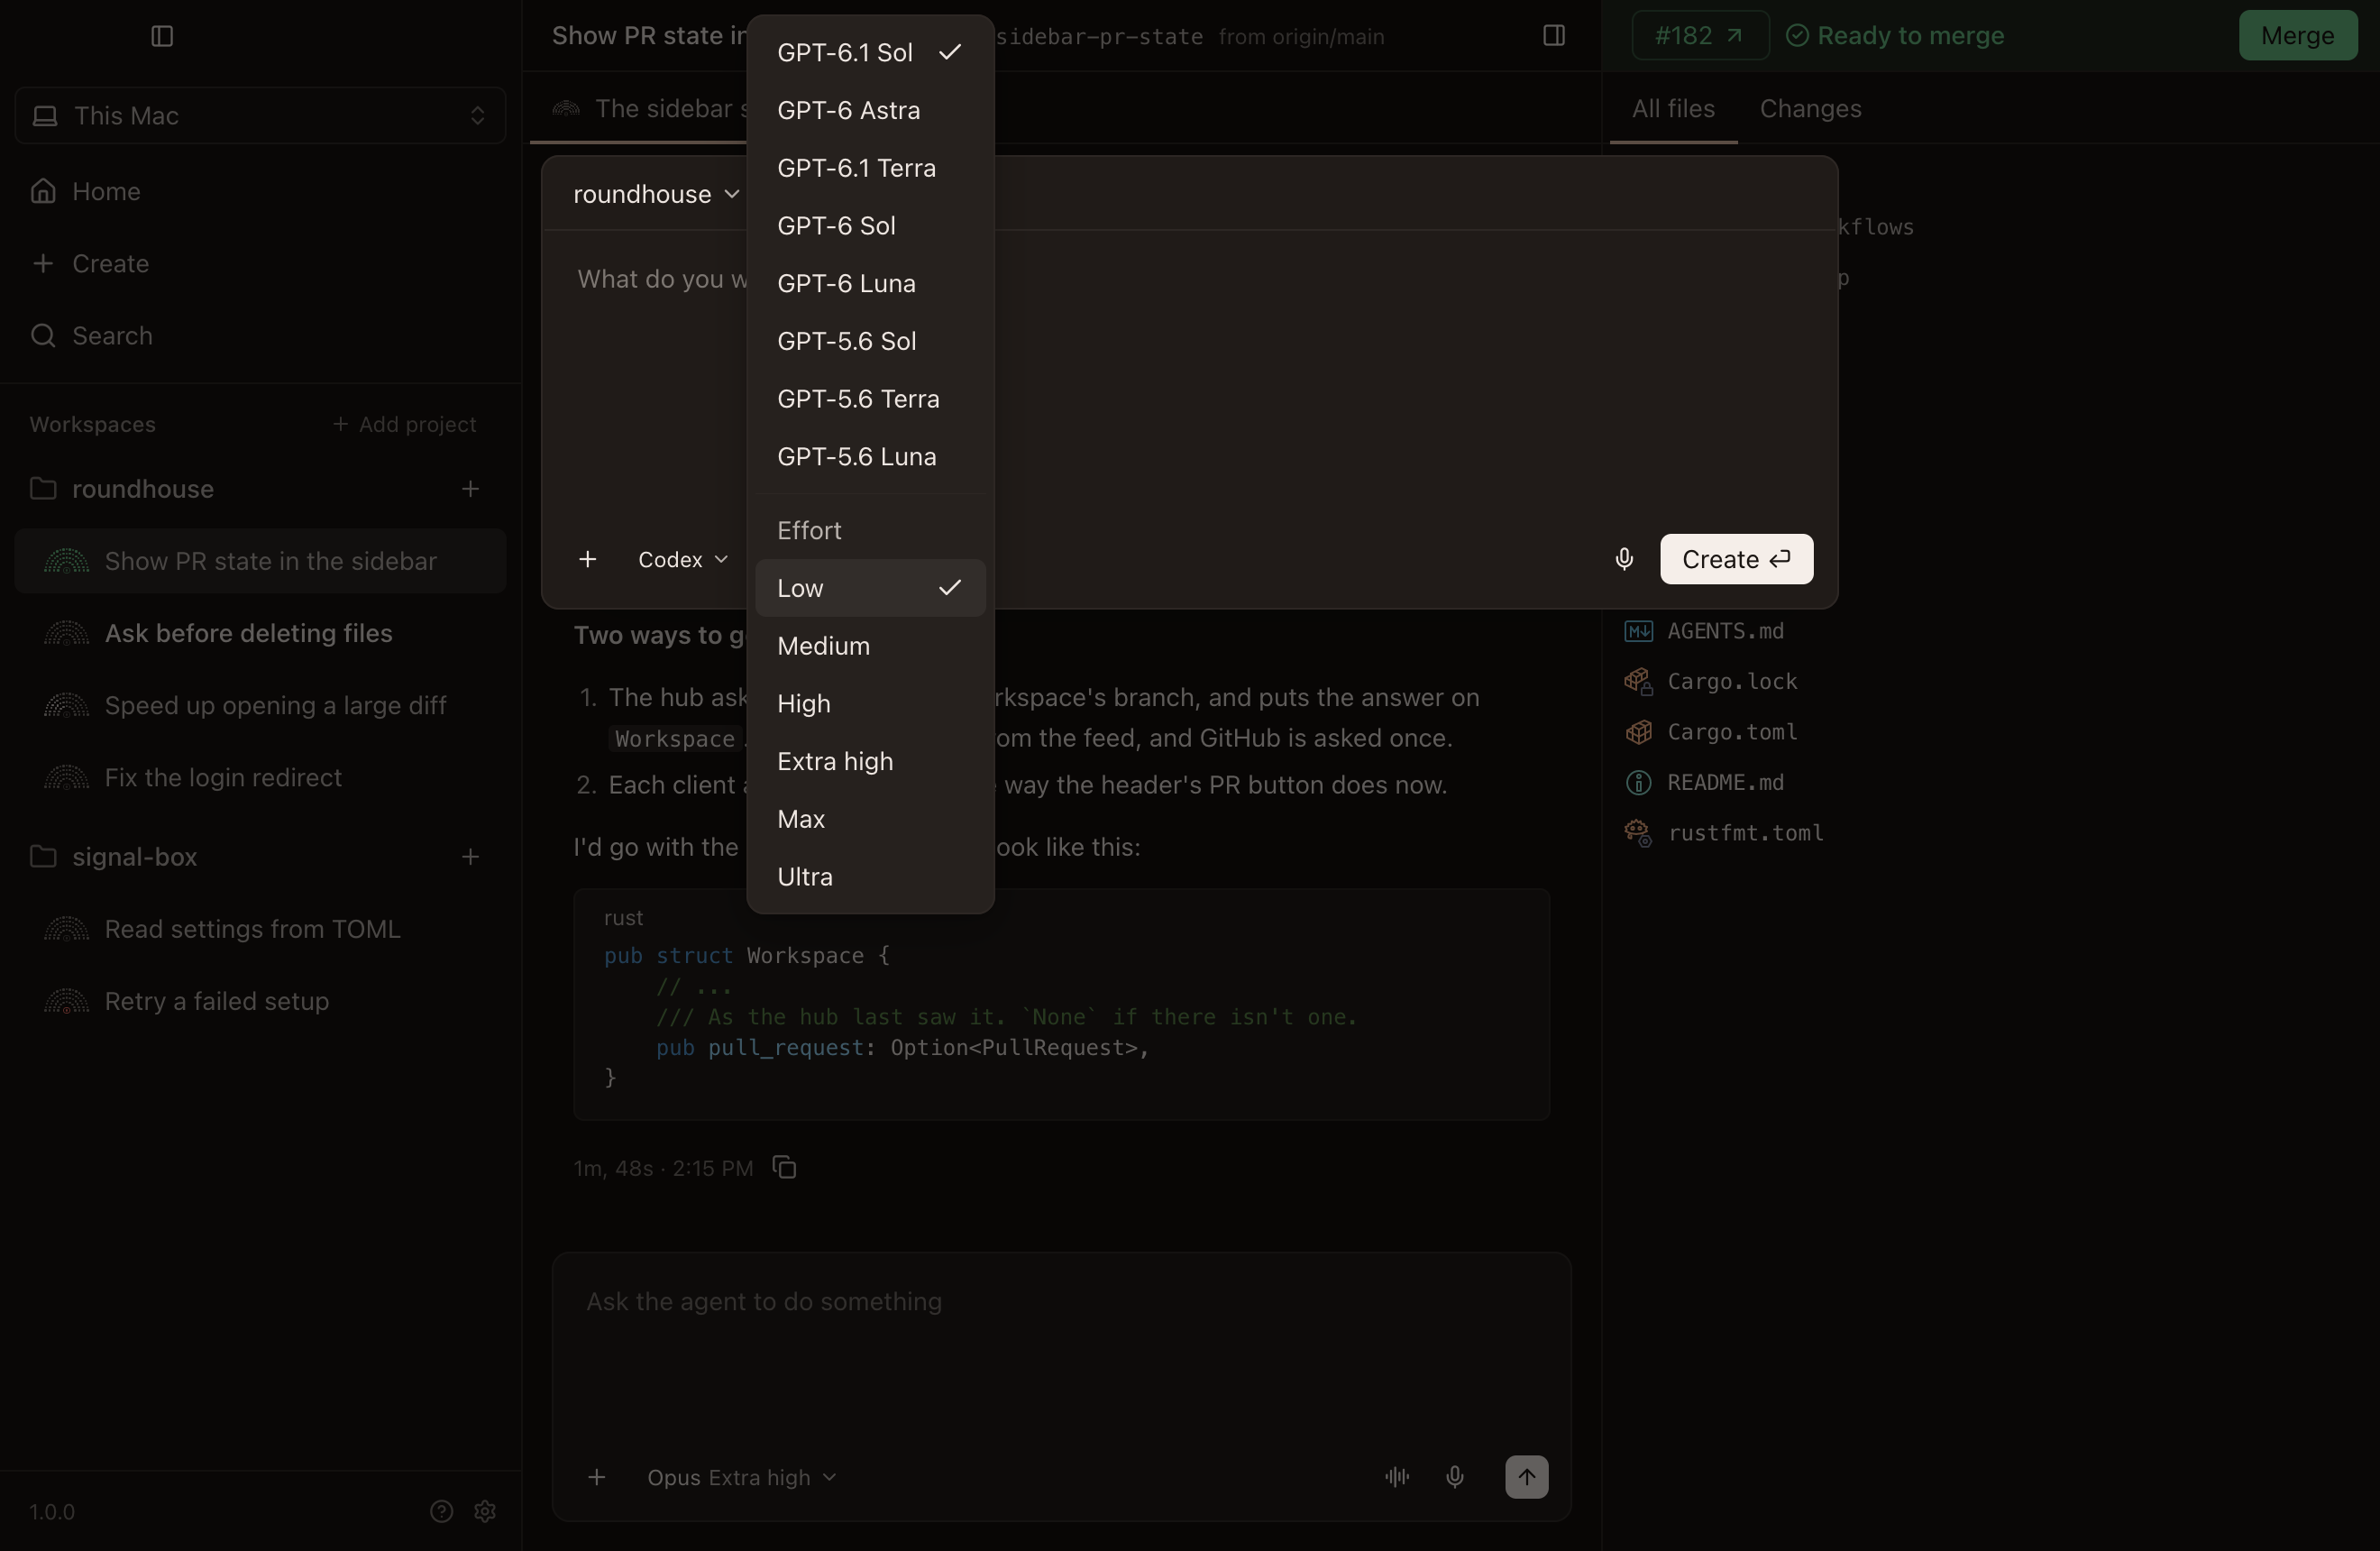 This Mac
Home
Create
Search
Workspaces
Add project
roundhouse
Show PR state in the sidebar
Ask before deleting files
Speed up opening a large diff
Fix the login redirect
signal-box
Read settings from TOML
Retry a failed setup
1.0.0
Show PR state in
sidebar-pr-state from origin/main
The sidebar
roundhouse
What do you
Codex
Create
GPT-6.1 Sol
GPT-6 Astra
GPT-6.1 Terra
GPT-6 Sol
GPT-6 Luna
GPT-5.6 Sol
GPT-5.6 Terra
GPT-5.6 Luna
Effort
Low
Medium
High
Extra high
Max
Ultra
Two ways to
1. The hub
branch, and puts the answer on
Workspace
the feed, and GitHub is asked once.
2. Each client
way the header's PR button does now.
I'd go with the
like this:
rust
pub struct Workspace {
// ...
/// As the hub last saw it. `None` if there isn't one.
pub pull_request: Option<PullRequest>,
}
1m, 48s · 2:15 PM
Ask the agent to do something
Opus Extra high
#182
Ready to merge
Merge
All files
Changes
AGENTS.md
Cargo.lock
Cargo.toml
README.md
rustfmt.toml